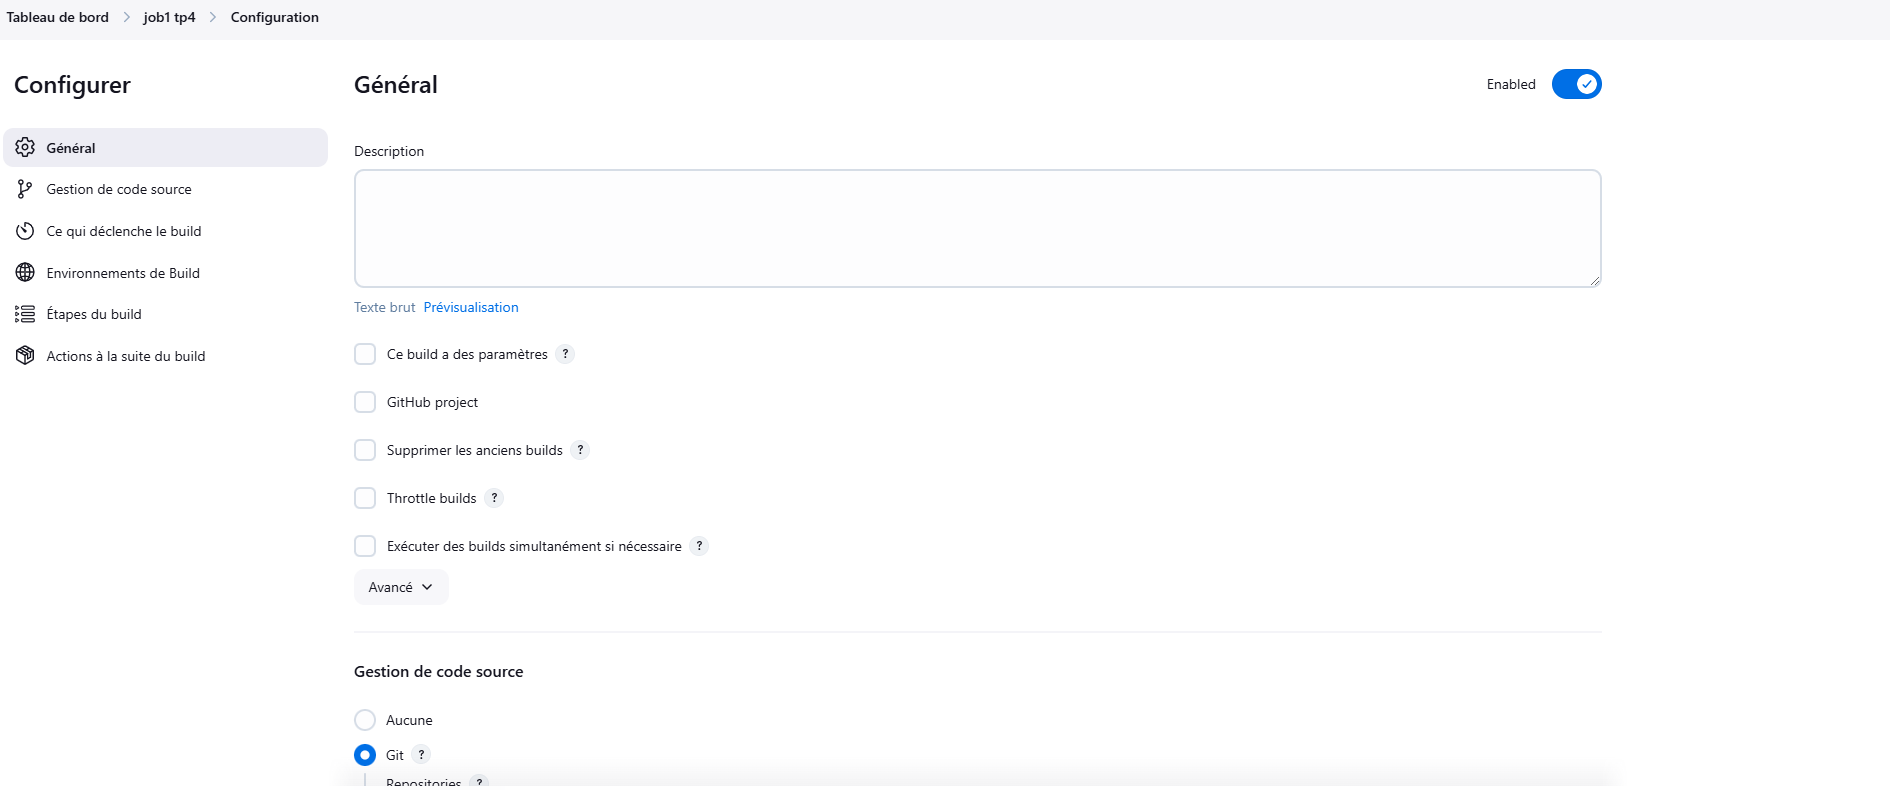 Tableau de bord > job1 tp4 > Configuration
Configurer
Général
Gestion de code source
Ce qui déclenche le build
Environnements de Build
Étapes du build
Actions à la suite du build
Général
Enabled
Description
Texte brut Prévisualisation
Ce build a des paramètres ?
GitHub project
Supprimer les anciens builds ?
Throttle builds ?
Exécuter des builds simultanément si nécessaire ?
Avancé
Gestion de code source
Aucune
Git ?
Repositories ?